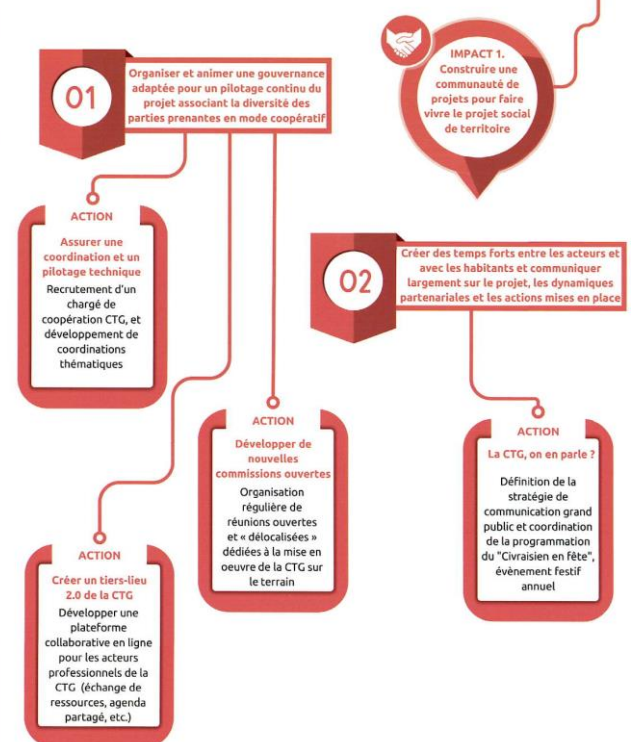 IMPACT 1.
Construire une
communauté de
projets pour faire
vivre le projet social
de territoire
01
Organiser et animer une gouvernance
adaptée pour un pilotage continu du
projet associant la diversité des
parties prenantes en mode coopératif
ACTION
Assurer une
coordination et un
pilotage technique
Recrutement d'un
chargé de
coopération CTG, et
développement de
coordinations
thématiques
ACTION
Créer un tiers-lieu
2.0 de la CTG
Développer une
plateforme
collaborative en ligne
pour les acteurs
professionnels de la
CTG (échange de
ressources, agenda
partagé, etc.)
ACTION
Développer de
nouvelles
commissions ouvertes
Organisation
régulière de
réunions ouvertes
et « délocalisées »
dédiées à la mise en
oeuvre de la CTG sur
le terrain
02
Créer des temps forts entre les acteurs et
avec les habitants et communiquer
largement sur le projet, les dynamiques
partenariales et les actions mises en place
ACTION
La CTG, on en parle ?
Définition de la
stratégie de
communication grand
public et coordination
de la programmation
du "Civraisien en fête",
évènement festif
annuel